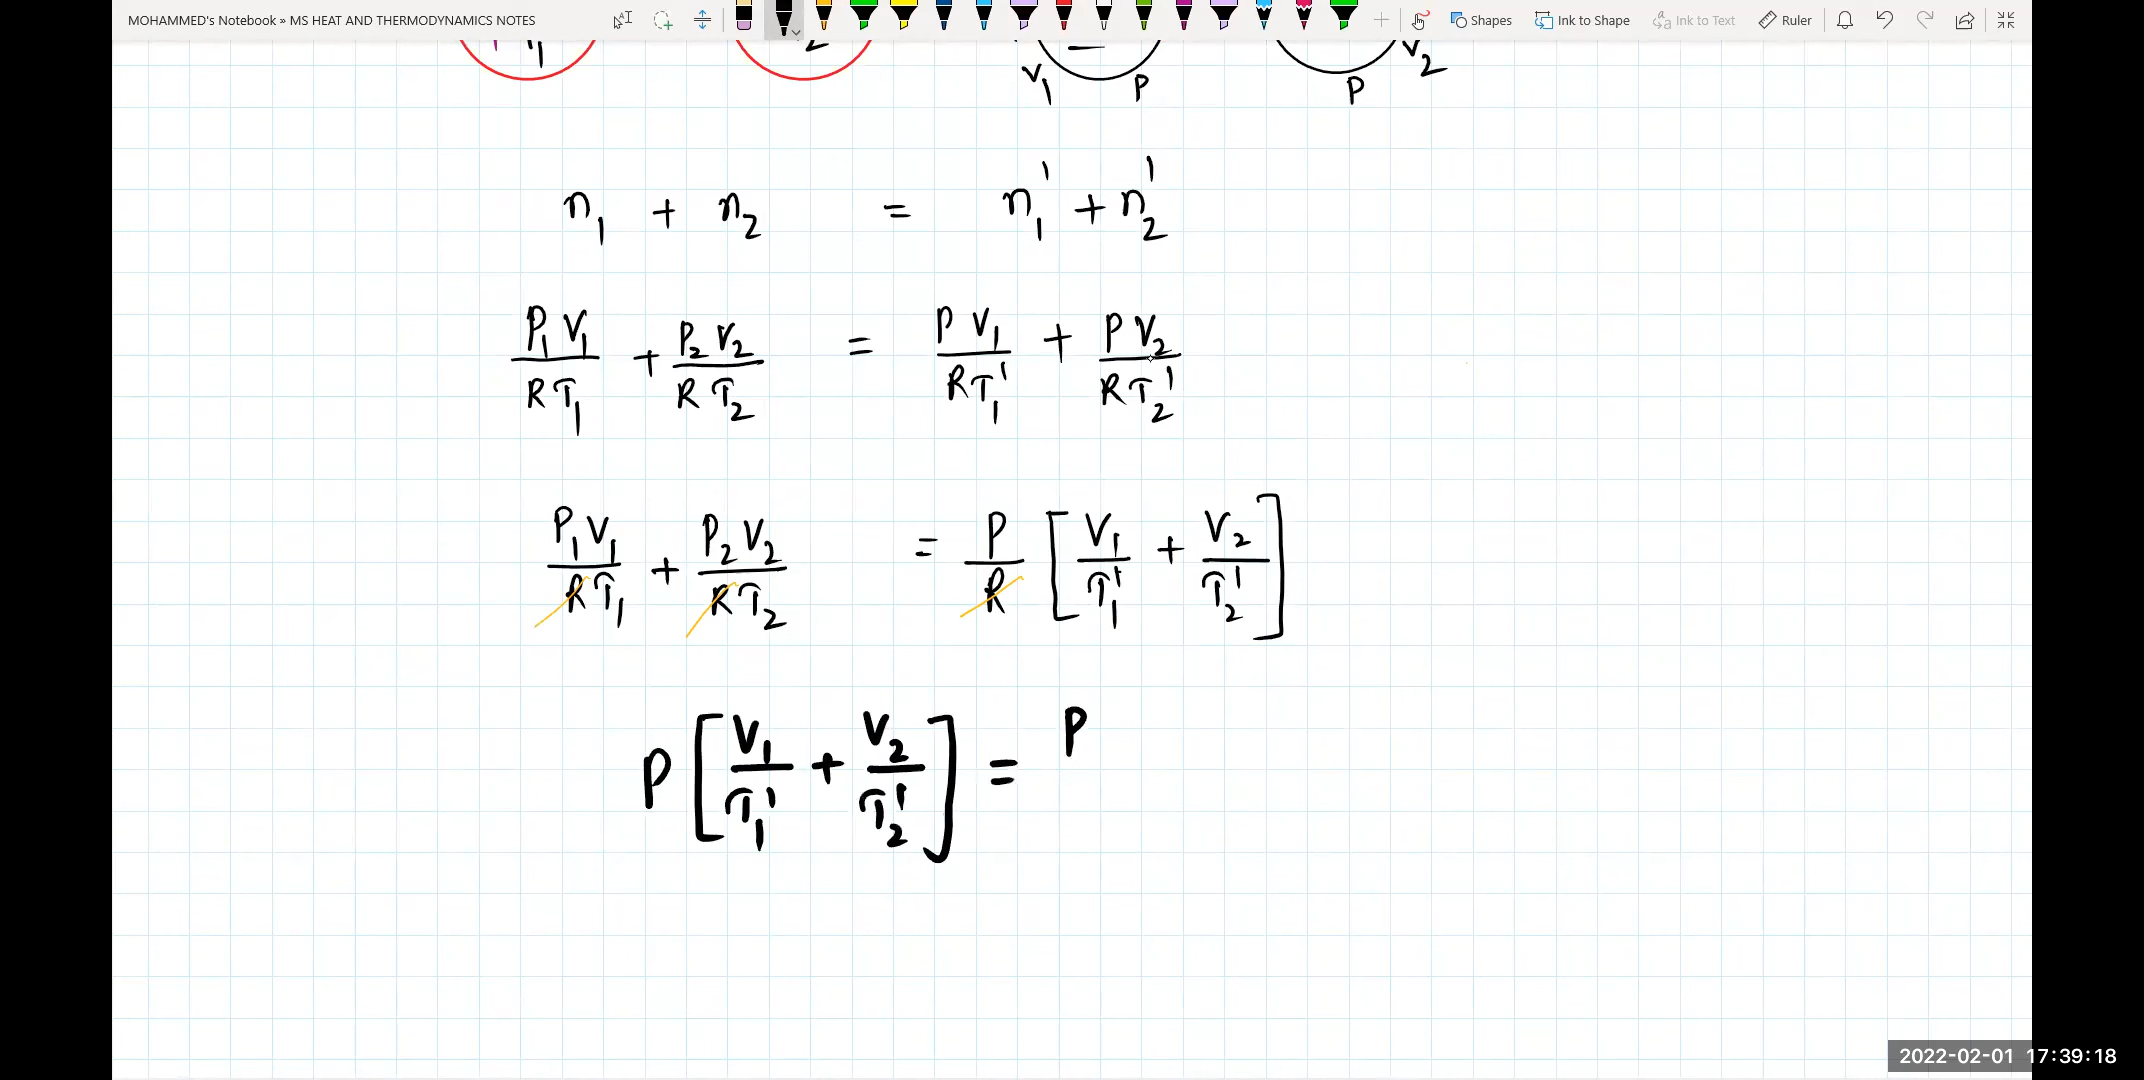 MOHAMMED's Notebook » MS HEAT AND THERMODYNAMICS NOTES
Shapes Ink to Shape Ink to Text Ruler
T₁ 2 V₁ P P V₂
n₁ + n₂ = n₁' + n₂'
P₁V₁/RT₁ + P₂V₂/RT₂ = PV₁/RT₁' + PV₂/RT₂'
P₁V₁/RT₁ + P₂V₂/RT₂ = P/R [V₁/T₁' + V₂/T₂']
P[V₁/T₁' + V₂/T₂'] = P
2022-02-01 17:39:18